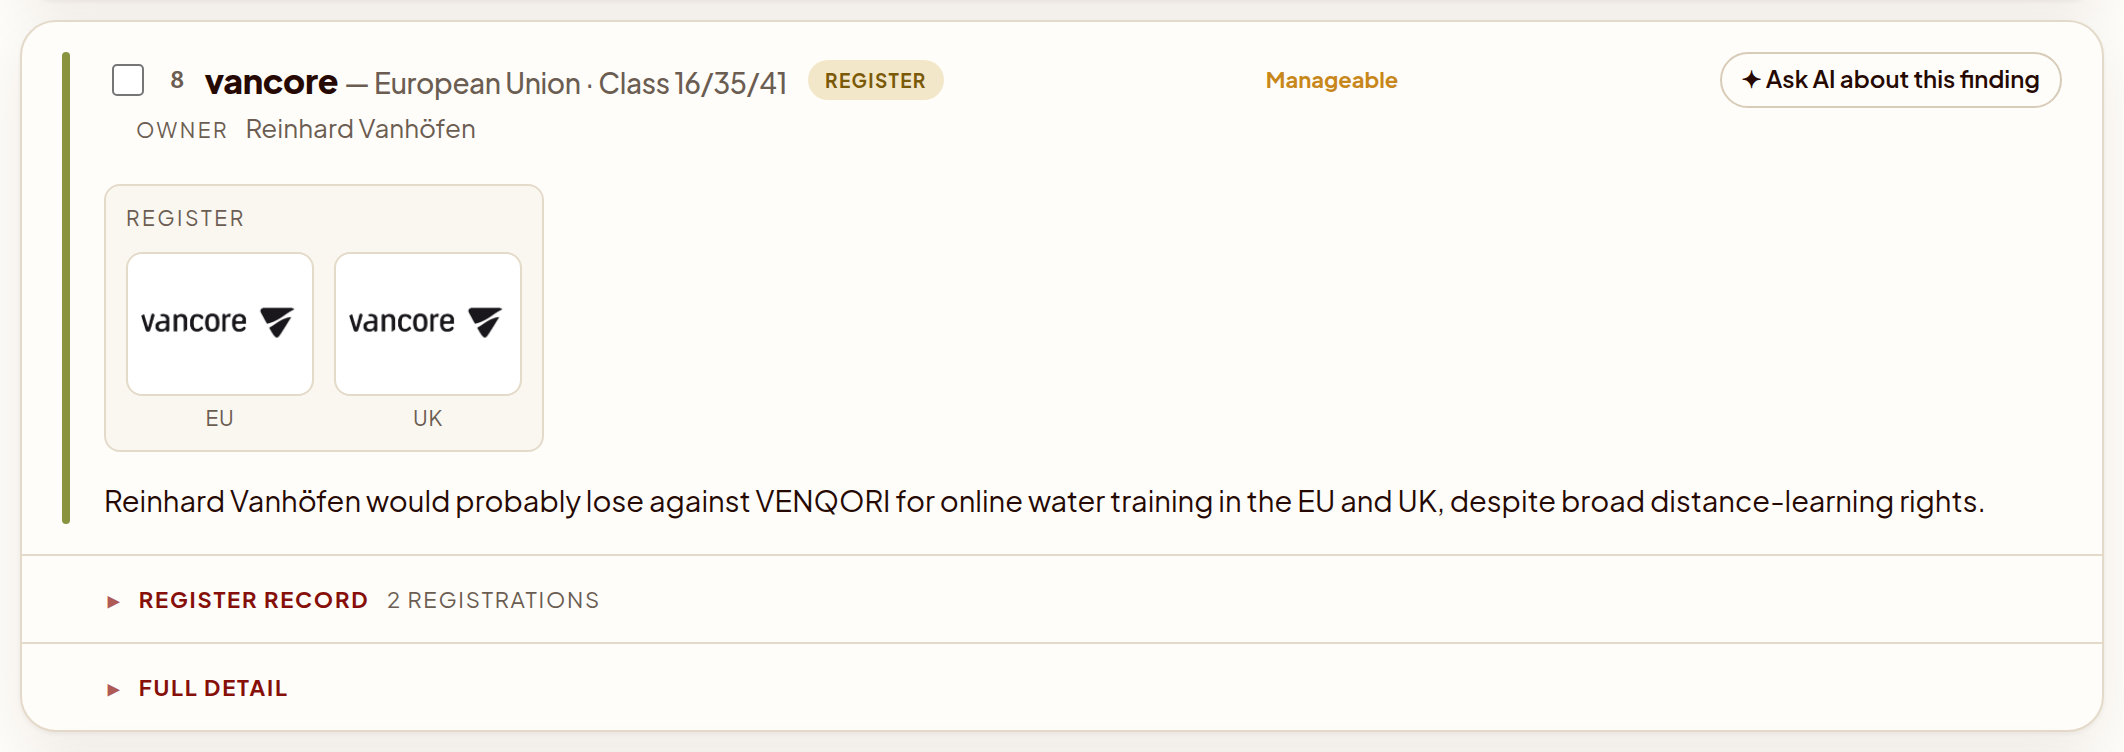 8 vancore — European Union · Class 16/35/41 REGISTER Manageable ✦ Ask AI about this finding
OWNER Reinhard Vanhöfen
REGISTER
vancore vancore
EU UK
Reinhard Vanhöfen would probably lose against VENQORI for online water training in the EU and UK, despite broad distance-learning rights.
▶ REGISTER RECORD 2 REGISTRATIONS
▶ FULL DETAIL